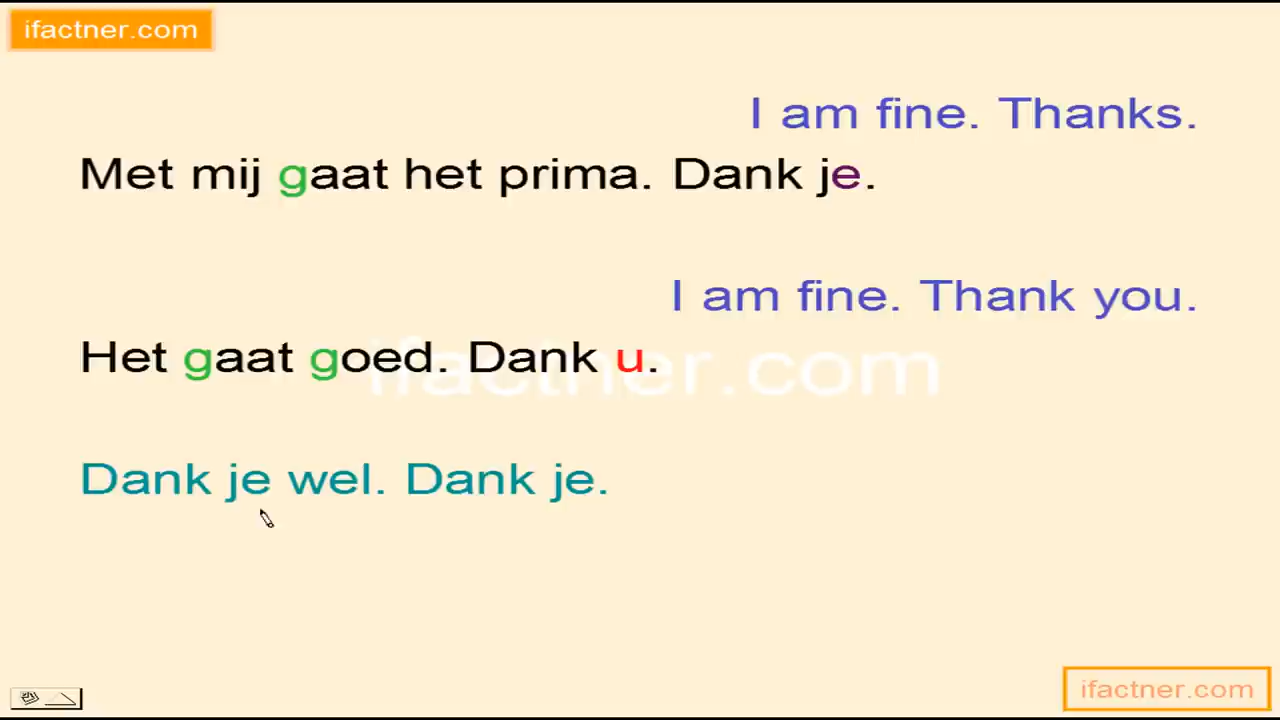 ifactner.com
I am fine. Thanks.
Met mij gaat het prima. Dank je.
I am fine. Thank you.
Het gaat goed. Dank u.
ifactner.com
Dank je wel. Dank je.
ifactner.com